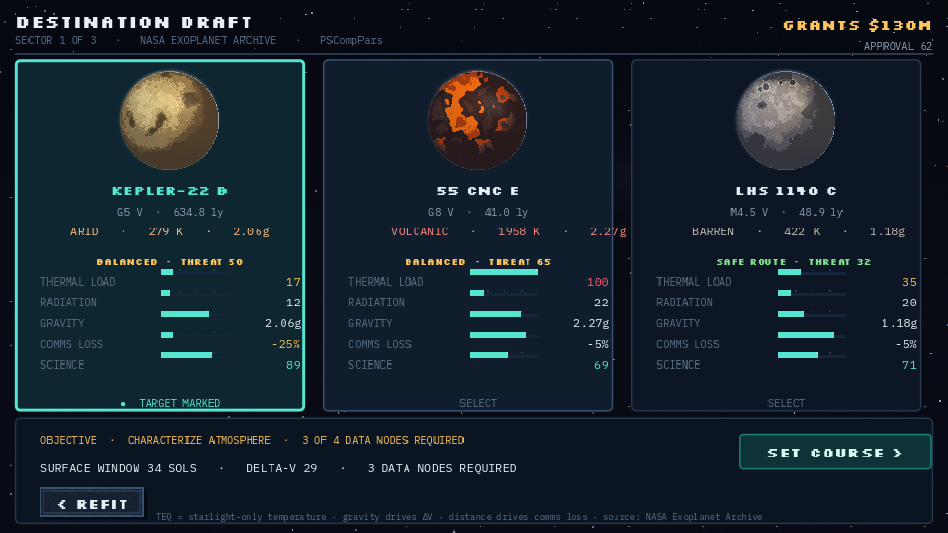 DESTINATION DRAFT
GRANTS $130M
SECTOR 1 OF 3 · NASA EXOPLANET ARCHIVE · PSCompPars
APPROVAL 62
KEPLER-22 B
G5 V · 634.8 ly
ARID · 279 K · 2.06g
BALANCED · THREAT 50
THERMAL LOAD 17
RADIATION 12
GRAVITY 2.06g
COMMS LOSS -25%
SCIENCE 89
• TARGET MARKED
55 CNC E
G8 V · 41.0 ly
VOLCANIC · 1958 K · 2.27g
BALANCED · THREAT 65
THERMAL LOAD 100
RADIATION 22
GRAVITY 2.27g
COMMS LOSS -5%
SCIENCE 69
SELECT
LHS 1140 C
M4.5 V · 48.9 ly
BARREN · 422 K · 1.18g
SAFE ROUTE · THREAT 32
THERMAL LOAD 35
RADIATION 20
GRAVITY 1.18g
COMMS LOSS -5%
SCIENCE 71
SELECT
OBJECTIVE · CHARACTERIZE ATMOSPHERE · 3 OF 4 DATA NODES REQUIRED
SURFACE WINDOW 34 SOLS · DELTA-V 29 · 3 DATA NODES REQUIRED
SET COURSE >
< REFIT
TEQ = starlight-only temperature · gravity drives ΔV · distance drives comms loss · source: NASA Exoplanet Archive